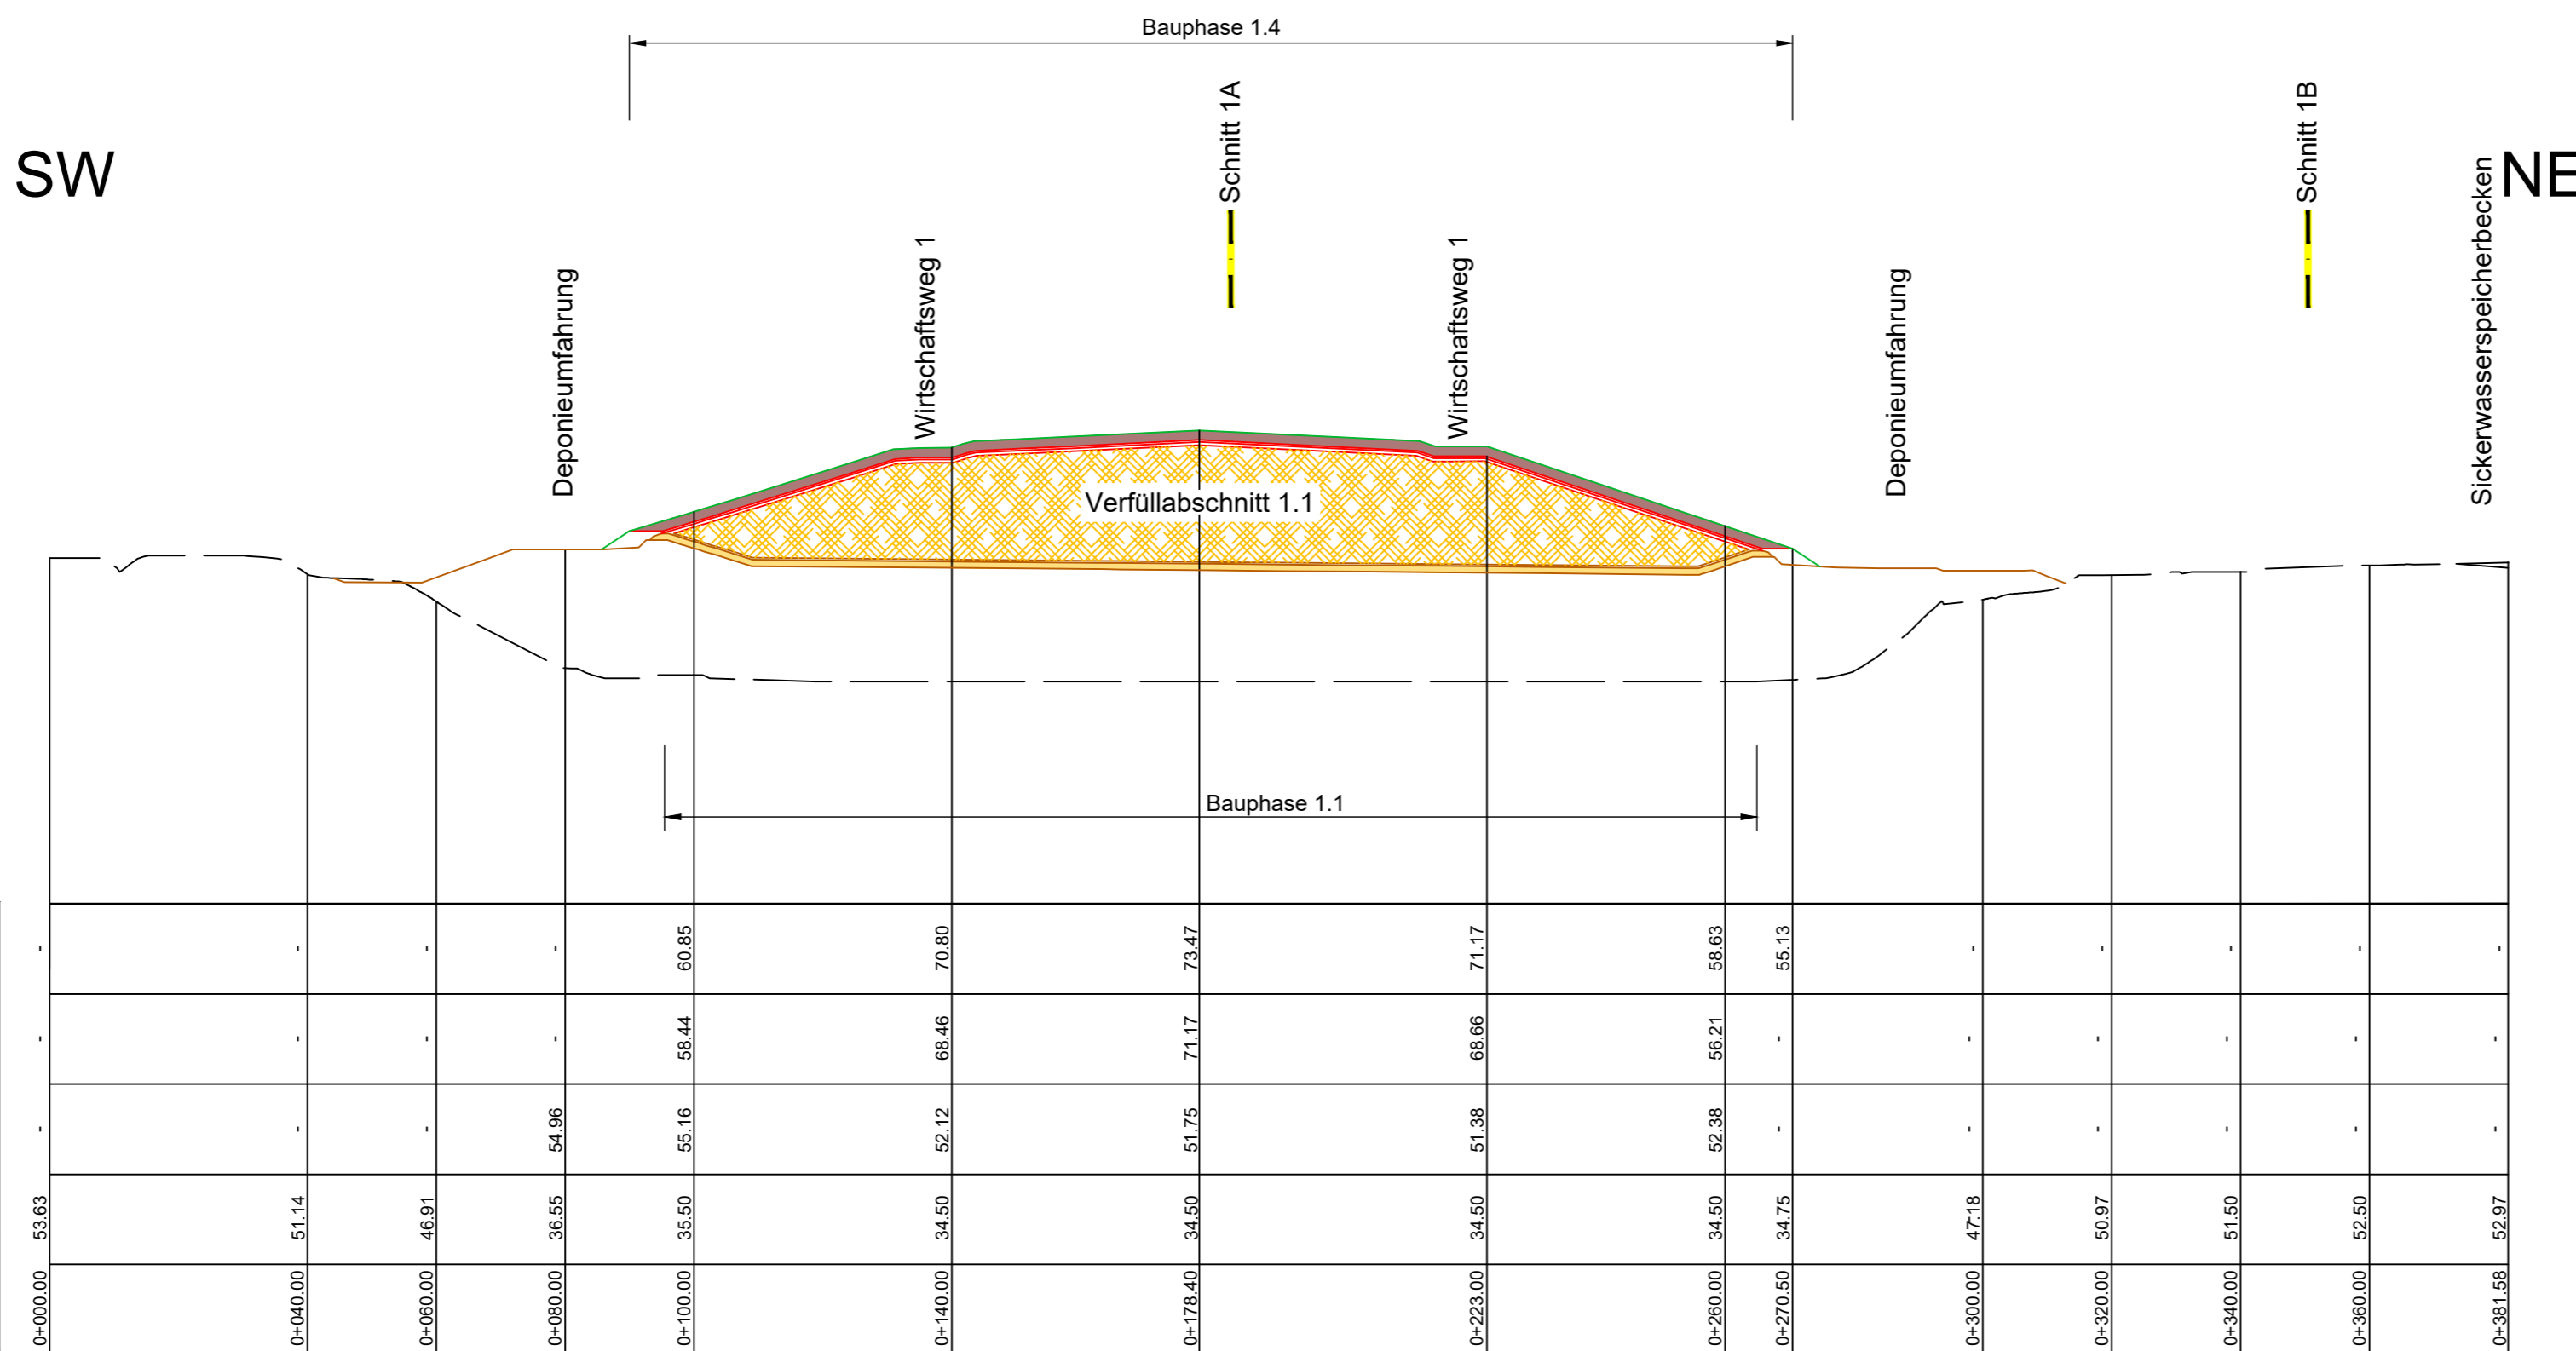 Bauphase 1.4
SW
NE
Schnitt 1A
Schnitt 1B
Sickerwasserspeicherbecken
Deponieumfahrung
Wirtschaftsweg 1
Wirtschaftsweg 1
Deponieumfahrung
Verfüllabschnitt 1.1
Bauphase 1.1
- - - - 60.85 70.80 73.47 71.17 58.63 55.13 - - - - -
- - - - 58.44 68.46 71.17 68.66 56.21 - - - - - -
- - - 54.96 55.16 52.12 51.75 51.38 52.38 - - - - - -
53.63 51.14 46.91 36.55 35.50 34.50 34.50 34.50 34.50 34.75 47.18 50.97 51.50 52.50 52.97
0+000.00 0+040.00 0+060.00 0+080.00 0+100.00 0+140.00 0+178.40 0+223.00 0+260.00 0+270.50 0+300.00 0+320.00 0+340.00 0+360.00 0+381.58